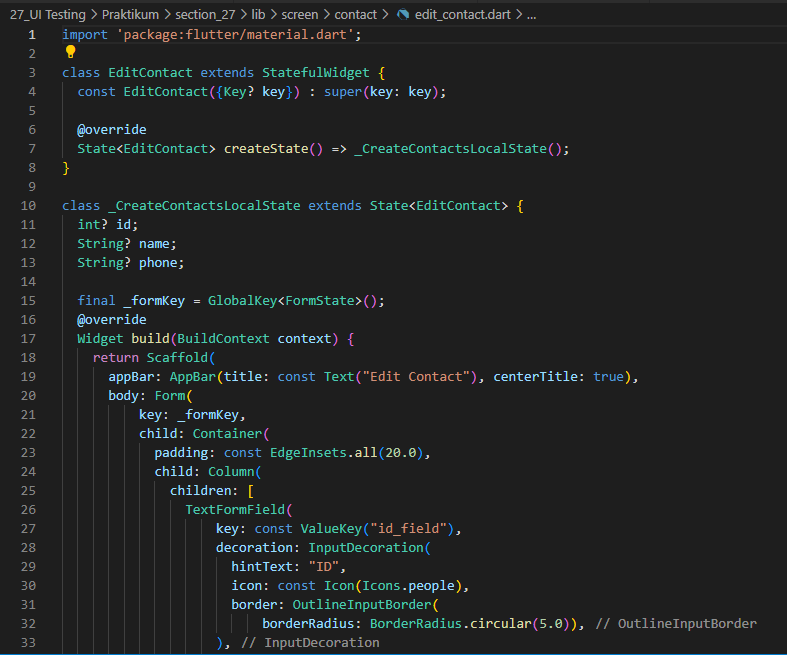 27_UI Testing > Praktikum > section_27 > lib > screen > contact > edit_contact.dart > ...
1 import 'package:flutter/material.dart';
2
3 class EditContact extends StatefulWidget {
4   const EditContact({Key? key}) : super(key: key);
5
6   @override
7   State<EditContact> createState() => _CreateContactsLocalState();
8 }
9
10 class _CreateContactsLocalState extends State<EditContact> {
11   int? id;
12   String? name;
13   String? phone;
14
15   final _formKey = GlobalKey<FormState>();
16   @override
17   Widget build(BuildContext context) {
18     return Scaffold(
19       appBar: AppBar(title: const Text("Edit Contact"), centerTitle: true),
20       body: Form(
21           key: _formKey,
22           child: Container(
23             padding: const EdgeInsets.all(20.0),
24             child: Column(
25               children: [
26                 TextFormField(
27                     key: const ValueKey("id_field"),
28                     decoration: InputDecoration(
29                       hintText: "ID",
30                       icon: const Icon(Icons.people),
31                       border: OutlineInputBorder(
32                           borderRadius: BorderRadius.circular(5.0)), // OutlineInputBorder
33                     ), // InputDecoration